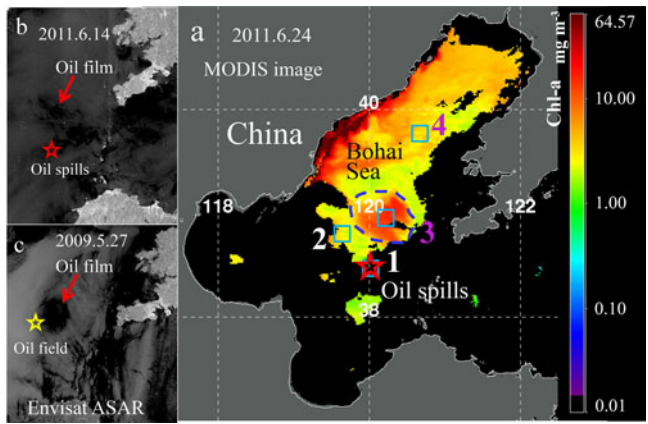 b
2011.6.14
Oil film
Oil spills
c
2009.5.27
Oil film
Oil field
Envisat ASAR
a
2011.6.24
MODIS image
China
40
Bohai
Sea
4
118
120
122
2
3
1
Oil spills
38
Chl-a mg m-3
64.57
10.00
1.00
0.10
0.01